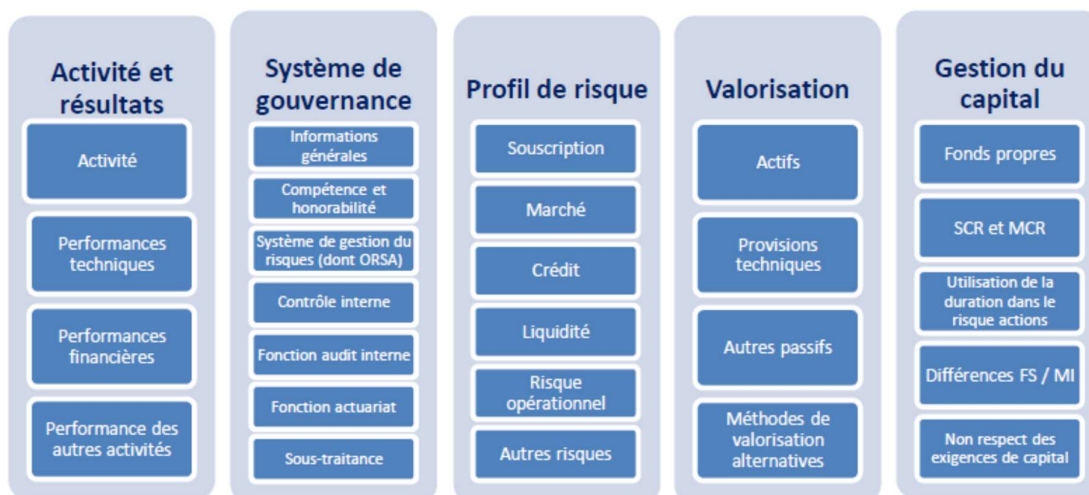 Activité et
résultats
Activité
Performances
techniques
Performances
financières
Performance des
autres activités
Système de
gouvernance
Informations
générales
Compétence et
honorabilité
Système de gestion du
risques (dont ORSA)
Contrôle interne
Fonction audit interne
Fonction actuariat
Sous-traitance
Profil de risque
Souscription
Marché
Crédit
Liquidité
Risque
opérationnel
Autres risques
Valorisation
Actifs
Provisions
techniques
Autres passifs
Méthodes de
valorisation
alternatives
Gestion du
capital
Fonds propres
SCR et MCR
Utilisation de la
duration dans le
risque actions
Différences FS / MI
Non respect des
exigences de capital